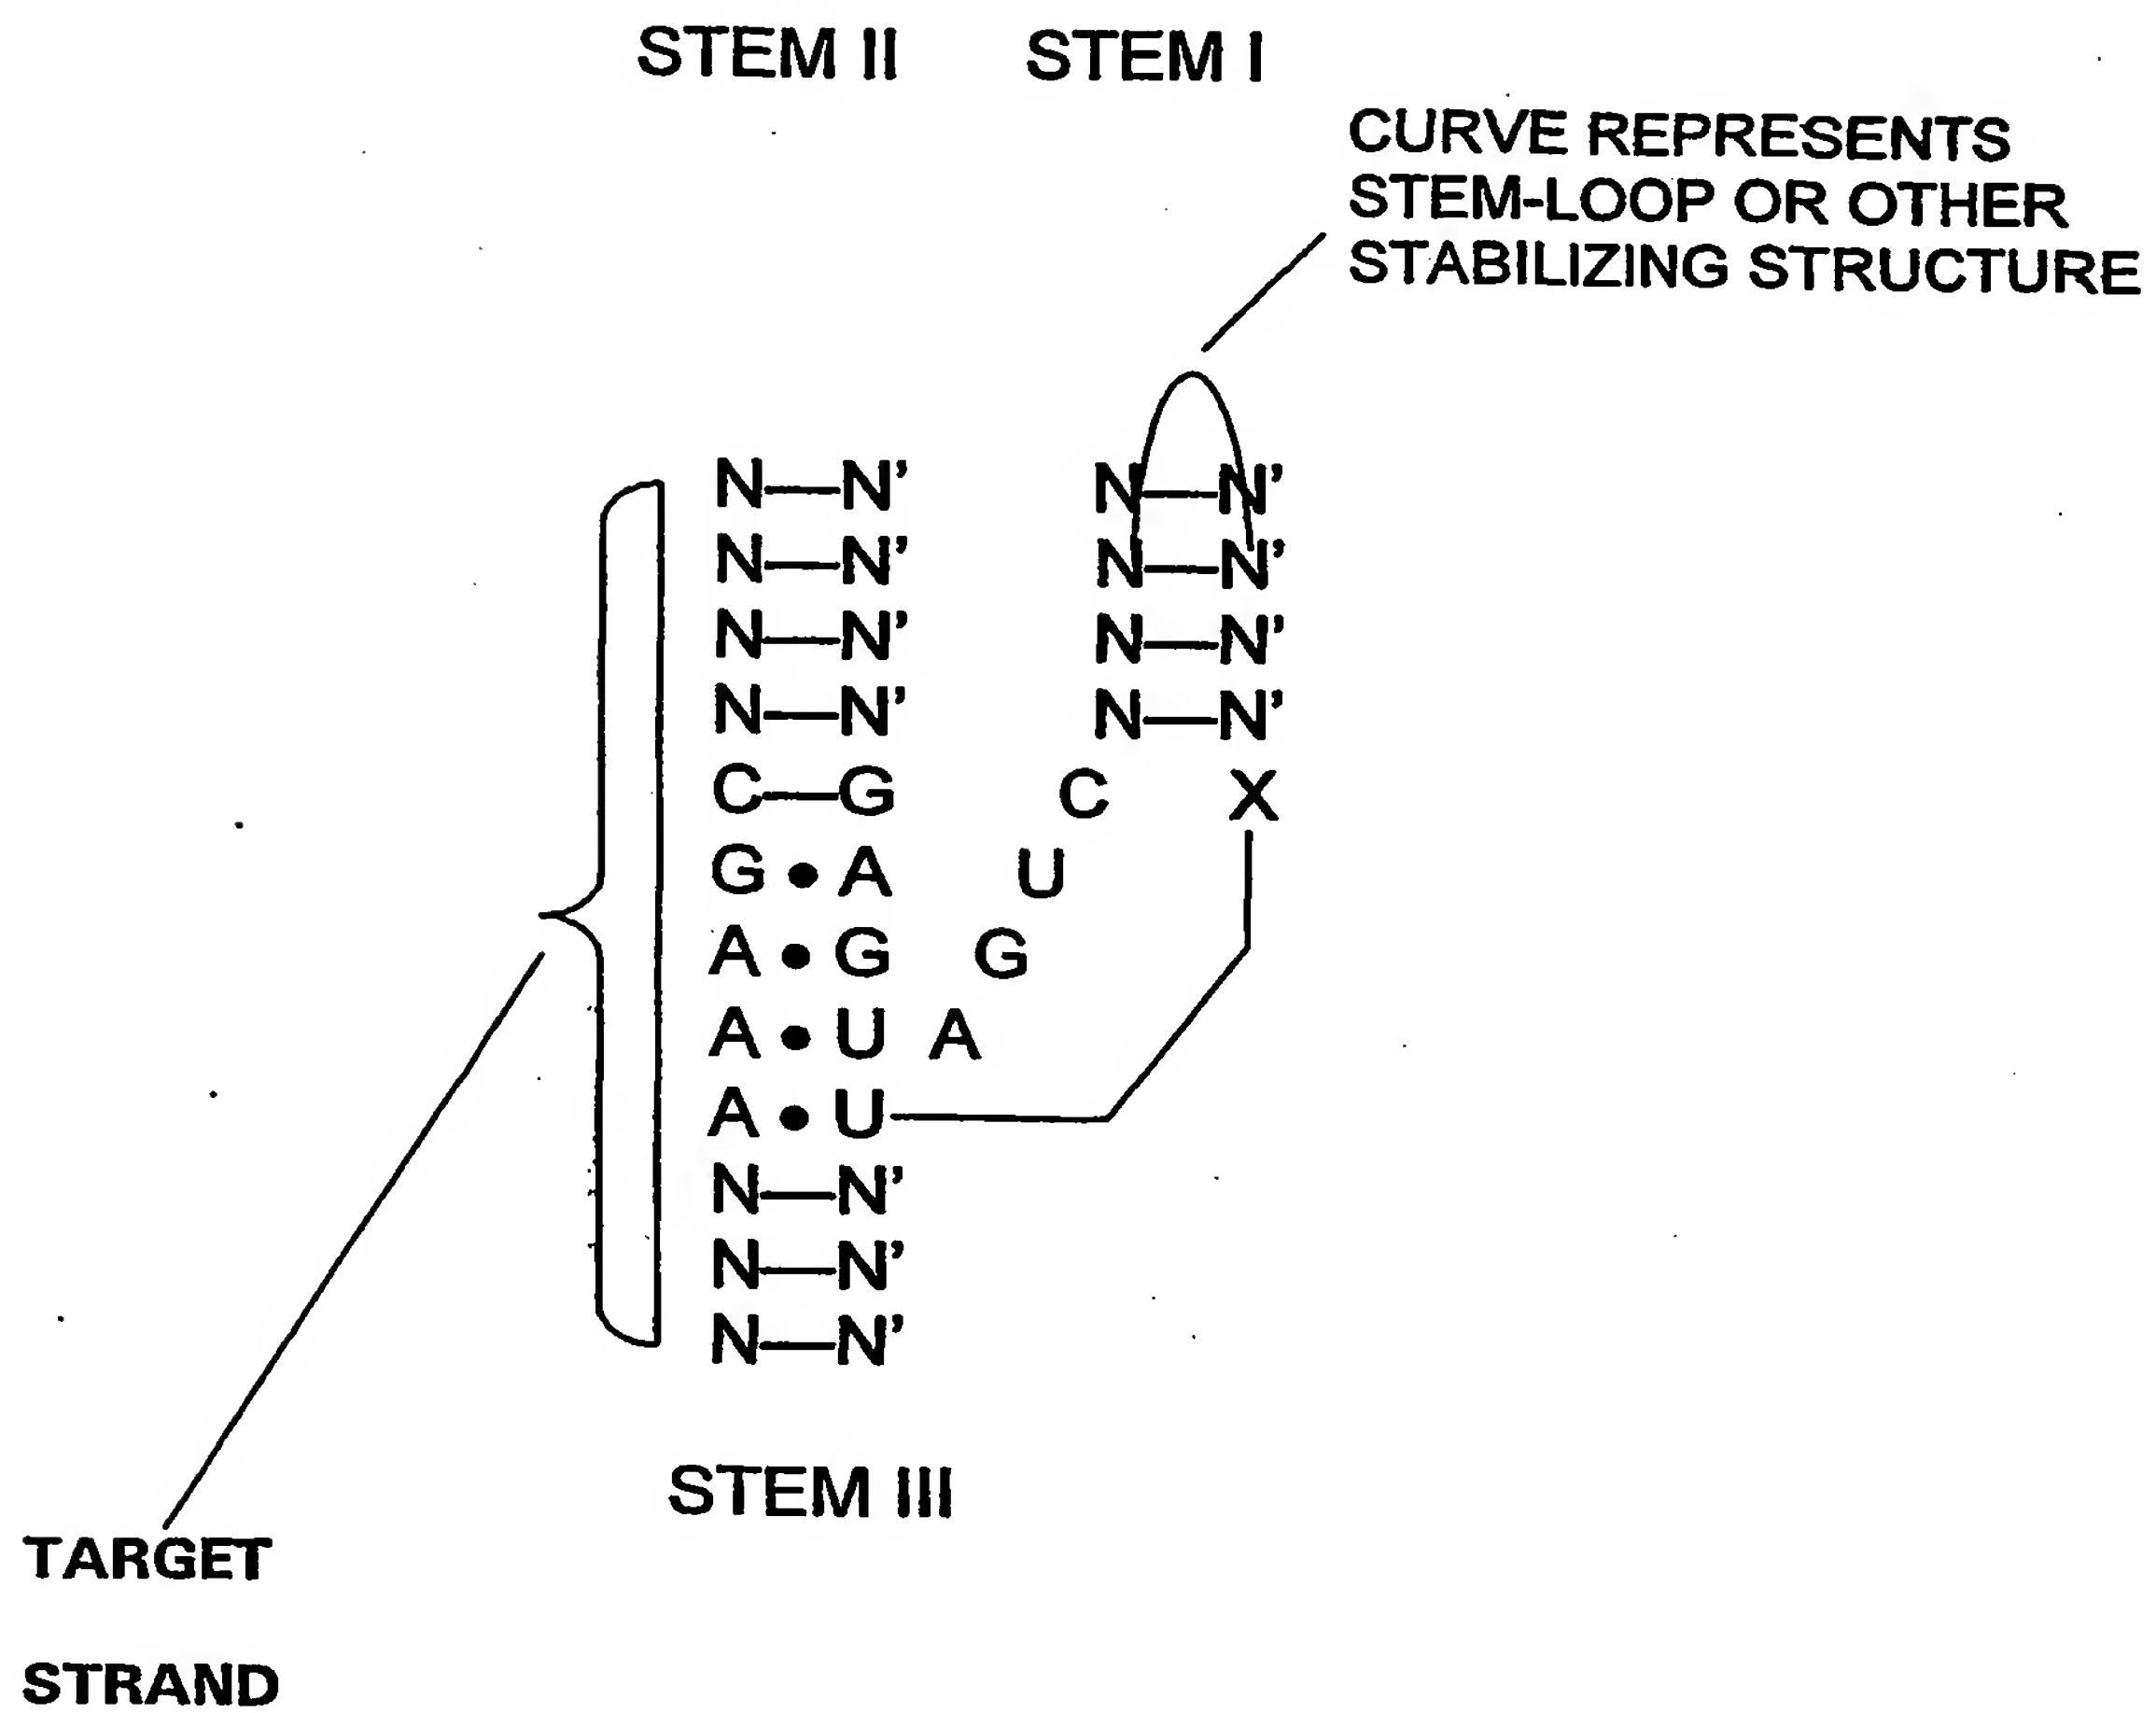 STEM II STEM I
CURVE REPRESENTS
STEM-LOOP OR OTHER
STABILIZING STRUCTURE
N—N' N—N'
N—N' N—N'
N—N' N—N'
N—N' N—N'
C—G C X
G•A U
A•G G
A•U A
A•U
N—N'
N—N'
N—N'
STEM III
TARGET
STRAND